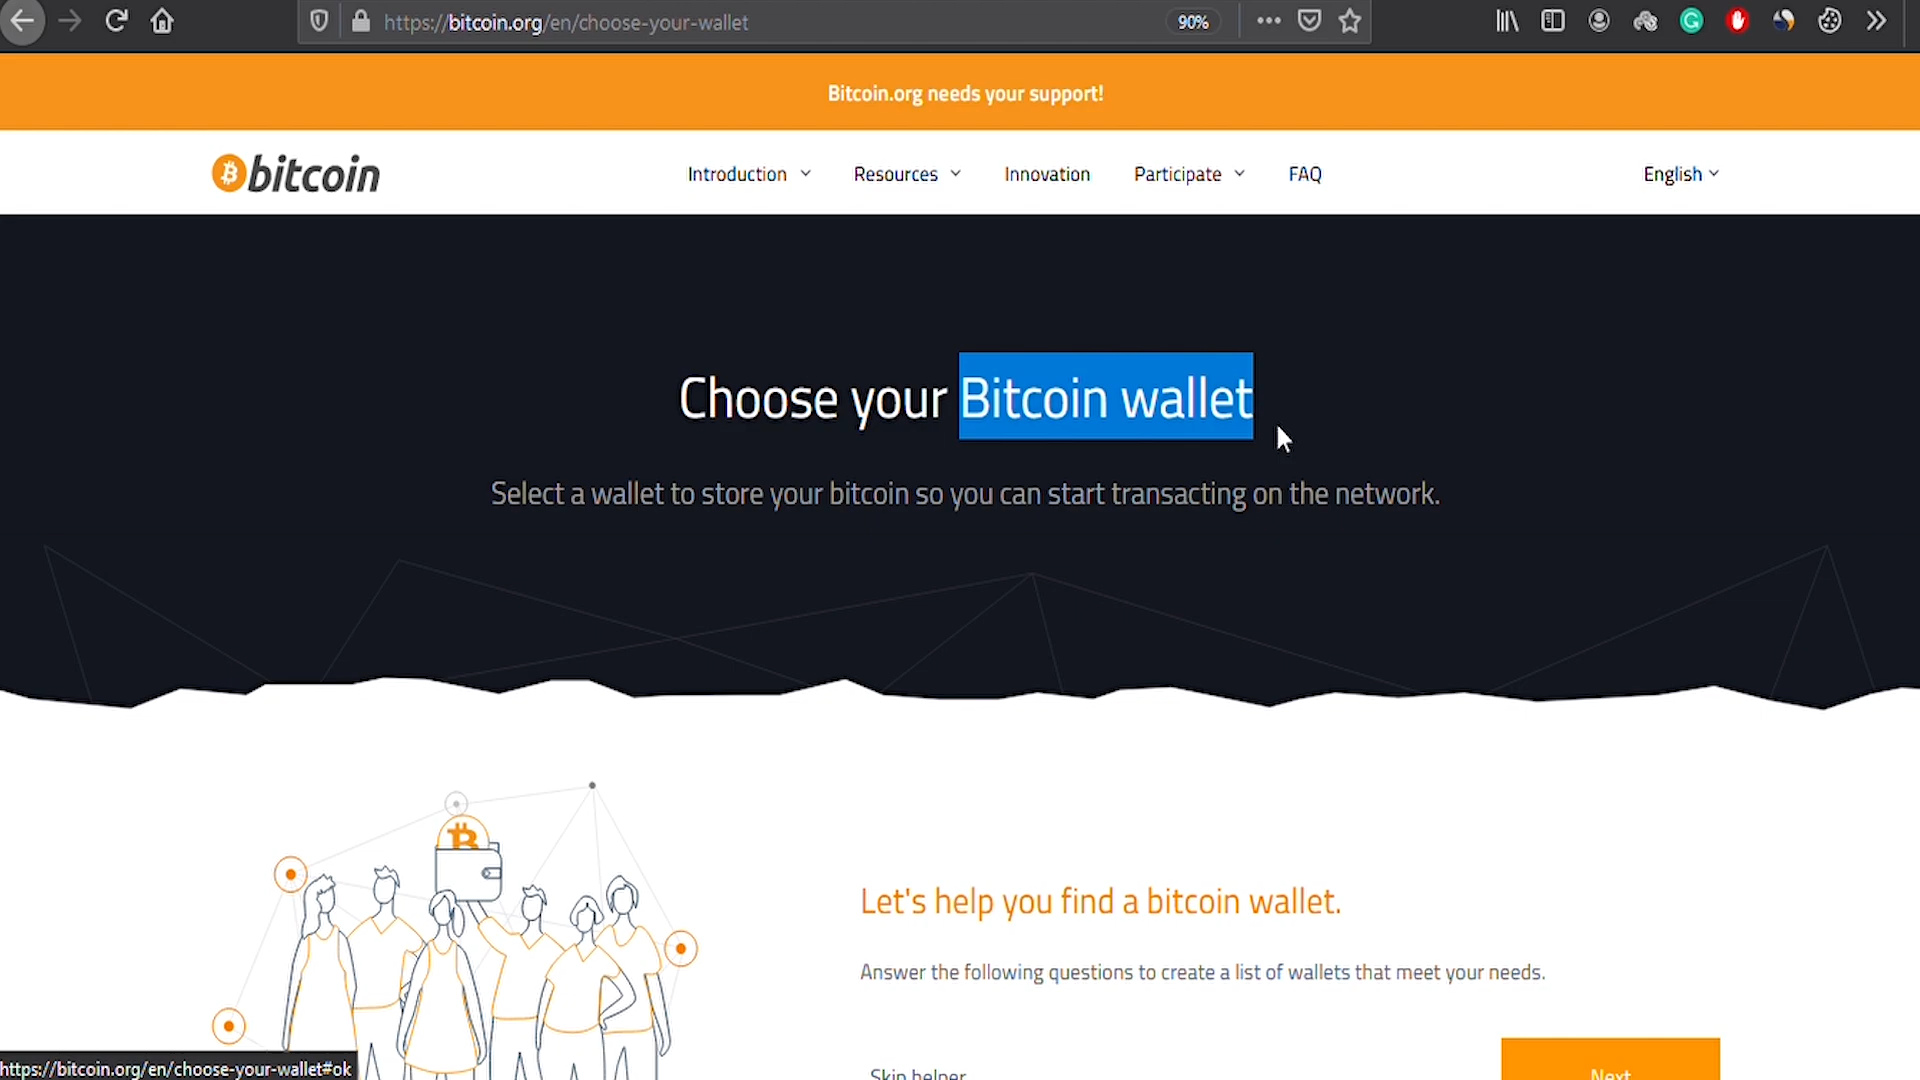 https://bitcoin.org/en/choose-your-wallet
90%
Bitcoin.org needs your support!
bitcoin
Introduction Resources Innovation Participate FAQ English
Choose your Bitcoin wallet
Select a wallet to store your bitcoin so you can start transacting on the network.
Let's help you find a bitcoin wallet.
Answer the following questions to create a list of wallets that meet your needs.
Skip helper
Next
https://bitcoin.org/en/choose-your-wallet#ok